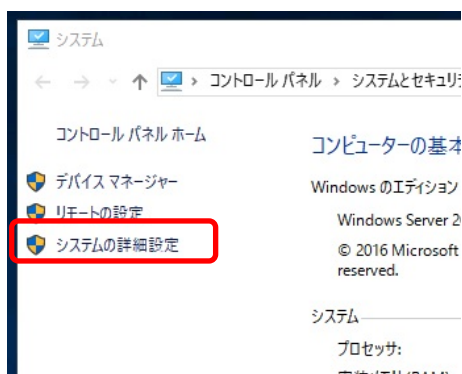 システム
コントロール パネル › システムとセキュリ
コントロール パネル ホーム
デバイス マネージャー
リモートの設定
システムの詳細設定
コンピューターの基本
Windows のエディション
Windows Server
© 2016 Microsoft
reserved.
システム
プロセッサ: